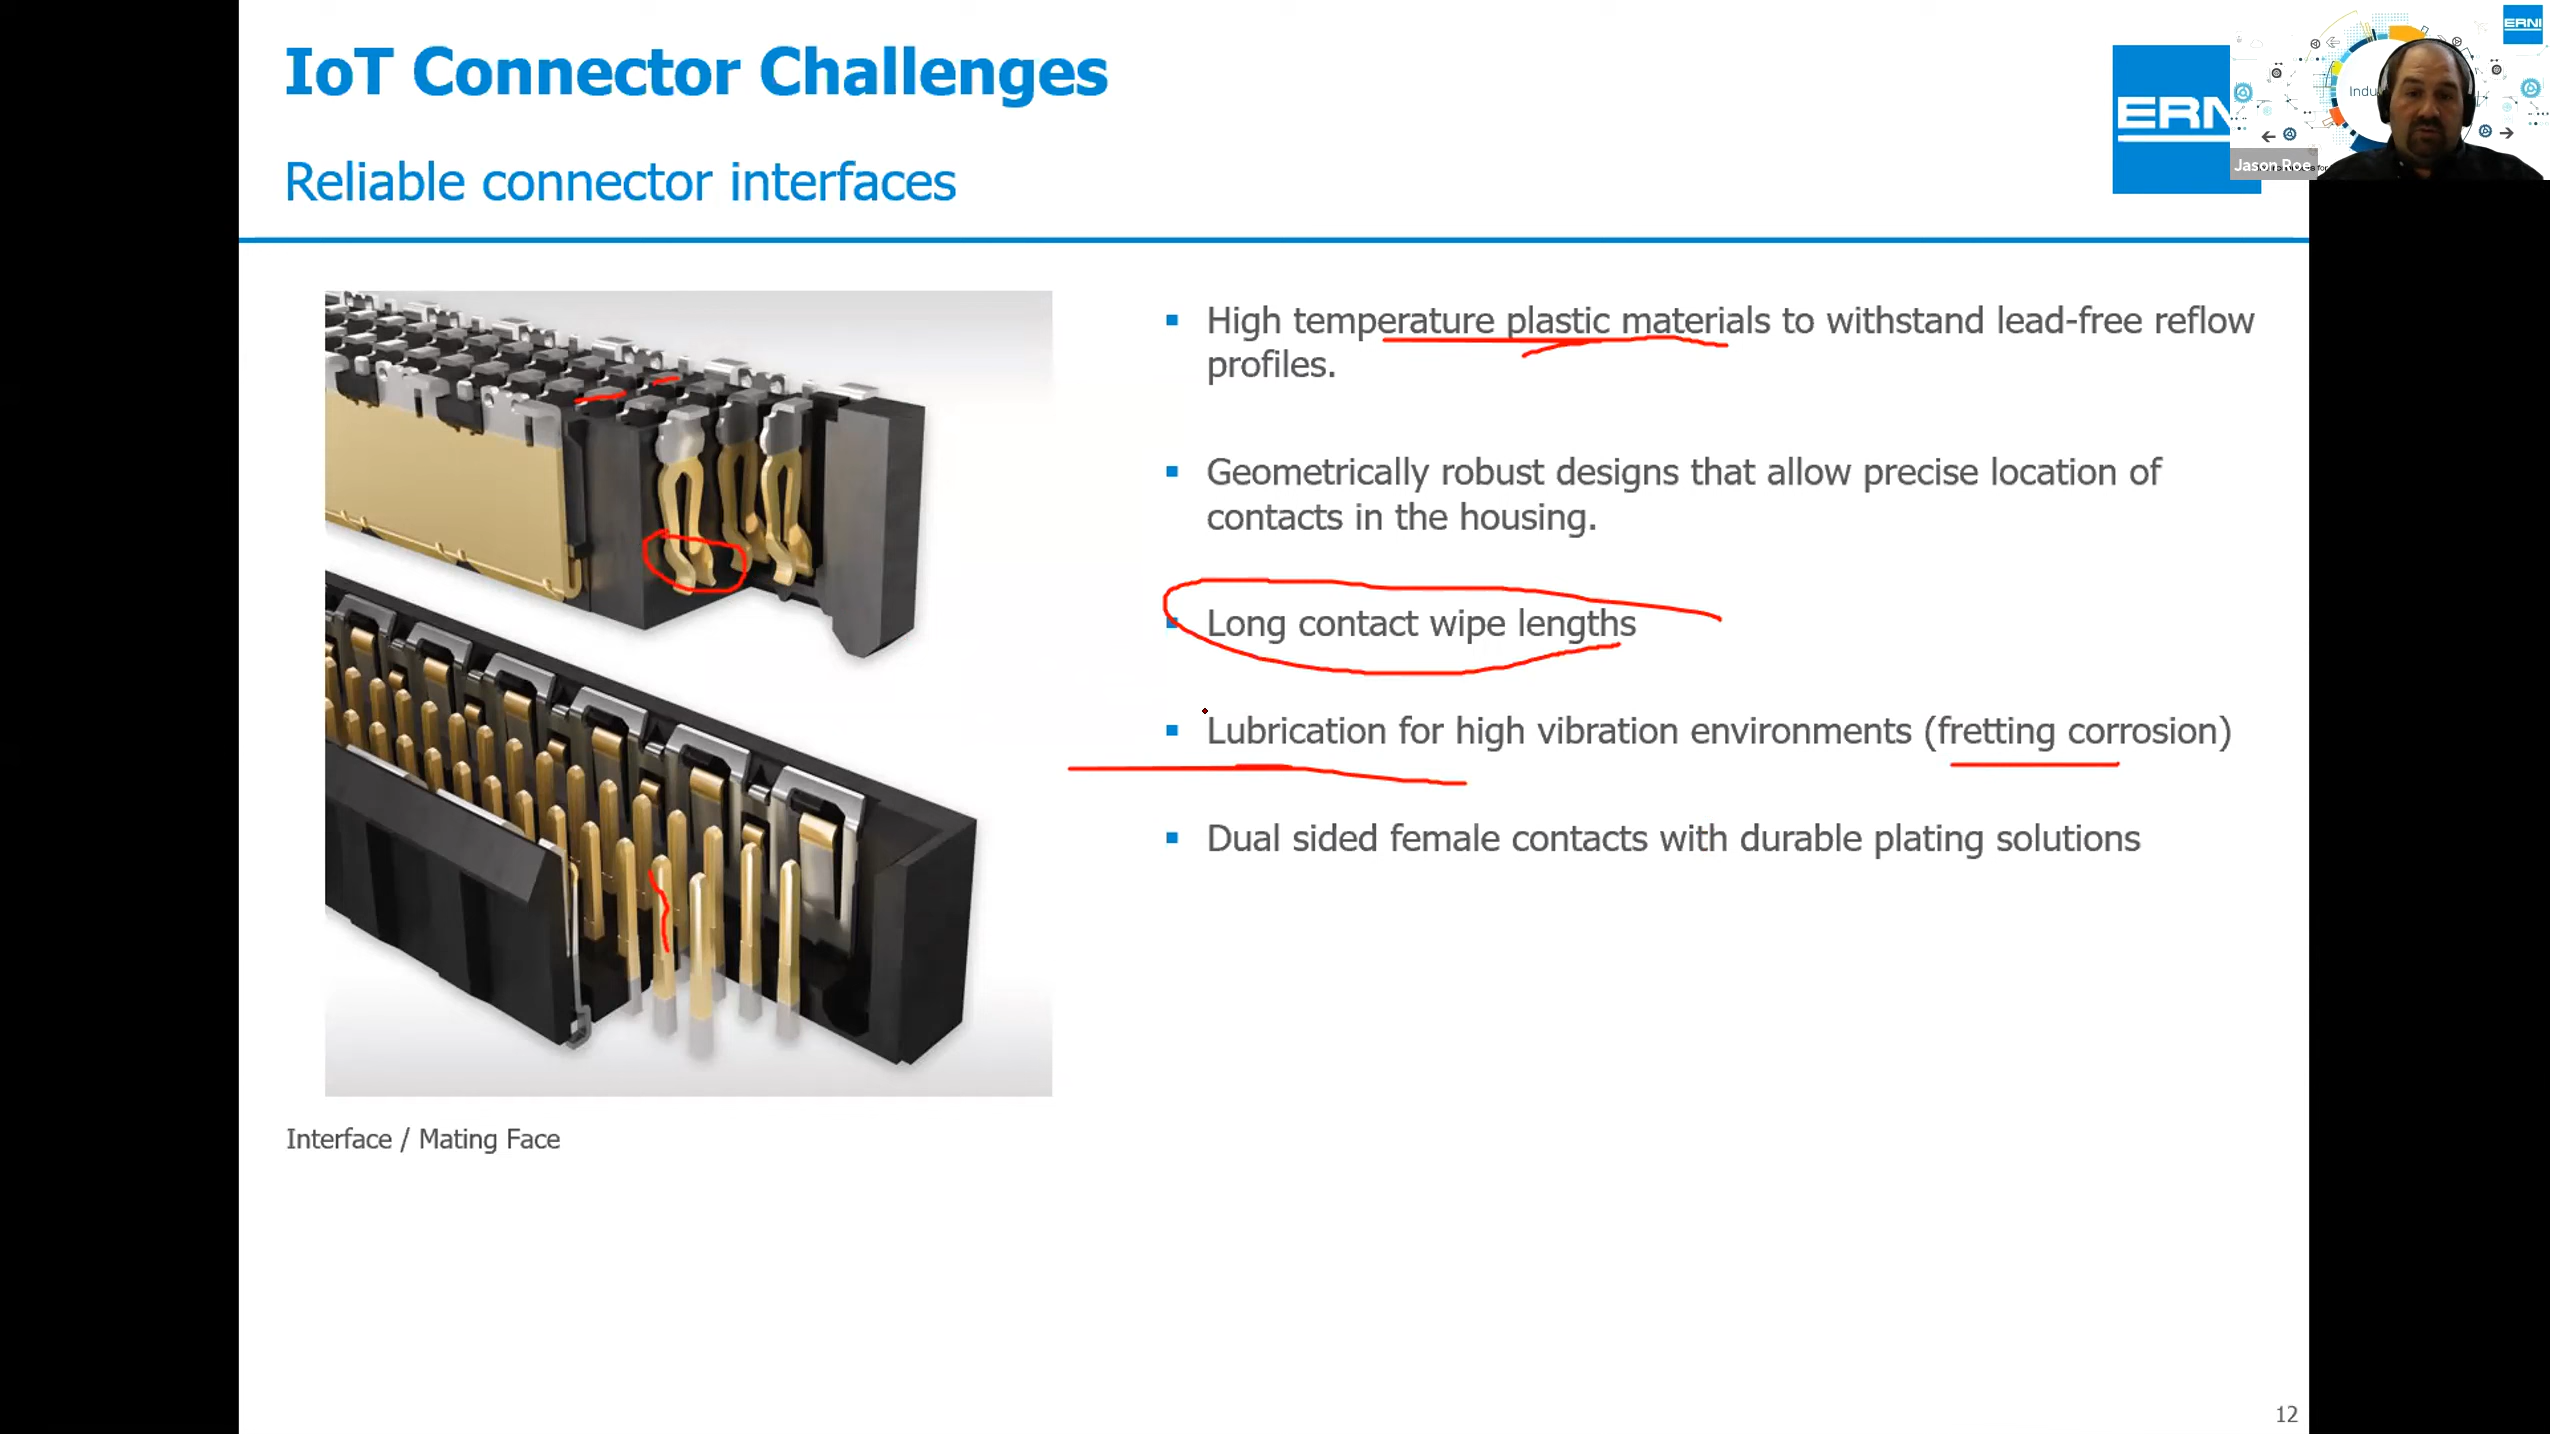 IoT Connector Challenges
Reliable connector interfaces
ERNI
ERN
Indu
Jason Roe
▪ High temperature plastic materials to withstand lead-free reflow
profiles.
▪ Geometrically robust designs that allow precise location of
contacts in the housing.
▪ Long contact wipe lengths
▪ Lubrication for high vibration environments (fretting corrosion)
▪ Dual sided female contacts with durable plating solutions
Interface / Mating Face
12